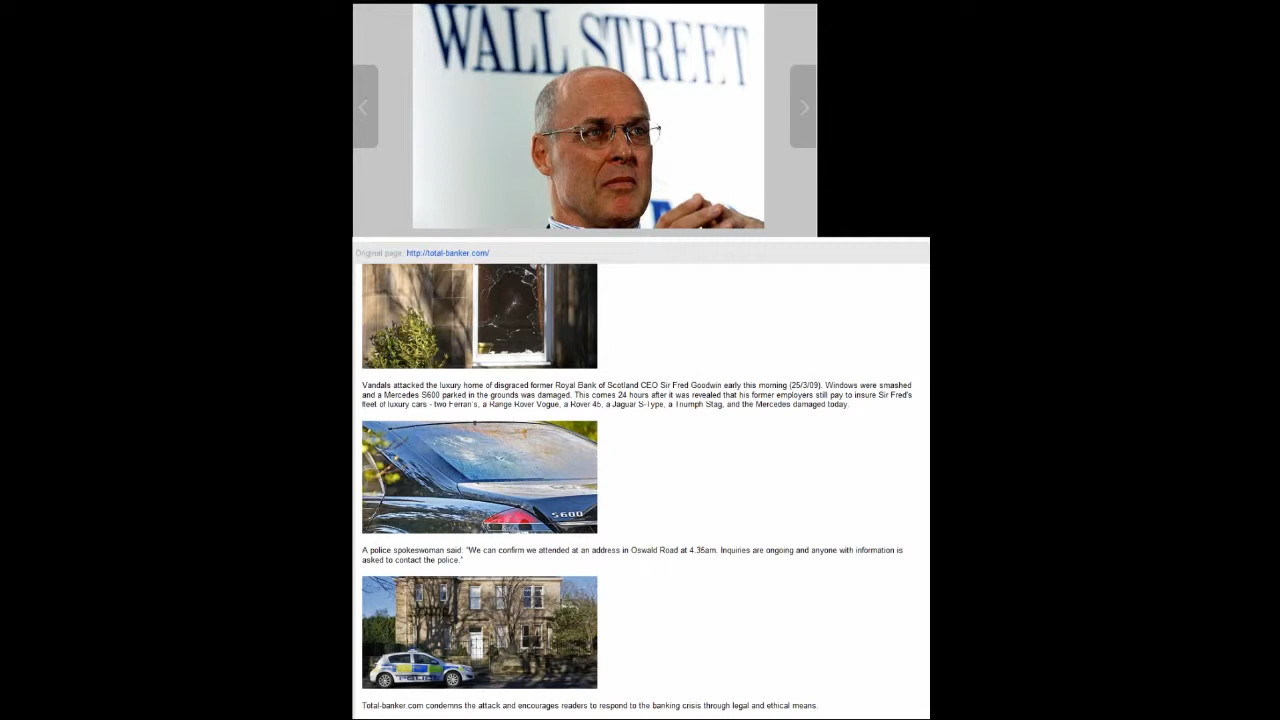 WALL STREET
Original page: http://total-banker.com/
Vandals attacked the luxury home of disgraced former Royal Bank of Scotland CEO Sir Fred Goodwin early this morning (25/3/09). Windows were smashed
and a Mercedes S600 parked in the grounds was damaged. This comes 24 hours after it was revealed that his former employers still pay to insure Sir Fred's
fleet of luxury cars - two Ferrari's, a Range Rover Vogue, a Rover 45, a Jaguar S-Type, a Triumph Stag, and the Mercedes damaged today.
S600
A police spokeswoman said: "We can confirm we attended at an address in Oswald Road at 4.35am. Inquiries are ongoing and anyone with information is
asked to contact the police."
POLICE
Total-banker.com condemns the attack and encourages readers to respond to the banking crisis through legal and ethical means.